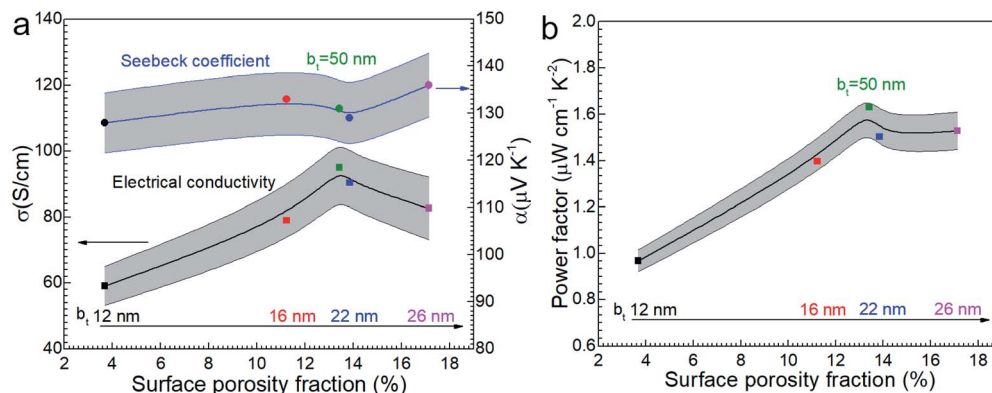 a
Seebeck coefficient
b_t=50 nm
Electrical conductivity
b_t 12 nm
16 nm
22 nm
26 nm
σ(S/cm)
140
120
100
80
60
40
α(μV K⁻¹)
150
140
130
120
110
100
90
80
2 4 6 8 10 12 14 16 18
Surface porosity fraction (%)
b
b_t=50 nm
b_t 12 nm
16 nm
22 nm
26 nm
Power factor (μW cm⁻¹ K⁻²)
2.0
1.8
1.6
1.4
1.2
1.0
0.8
0.6
2 4 6 8 10 12 14 16 18
Surface porosity fraction (%)